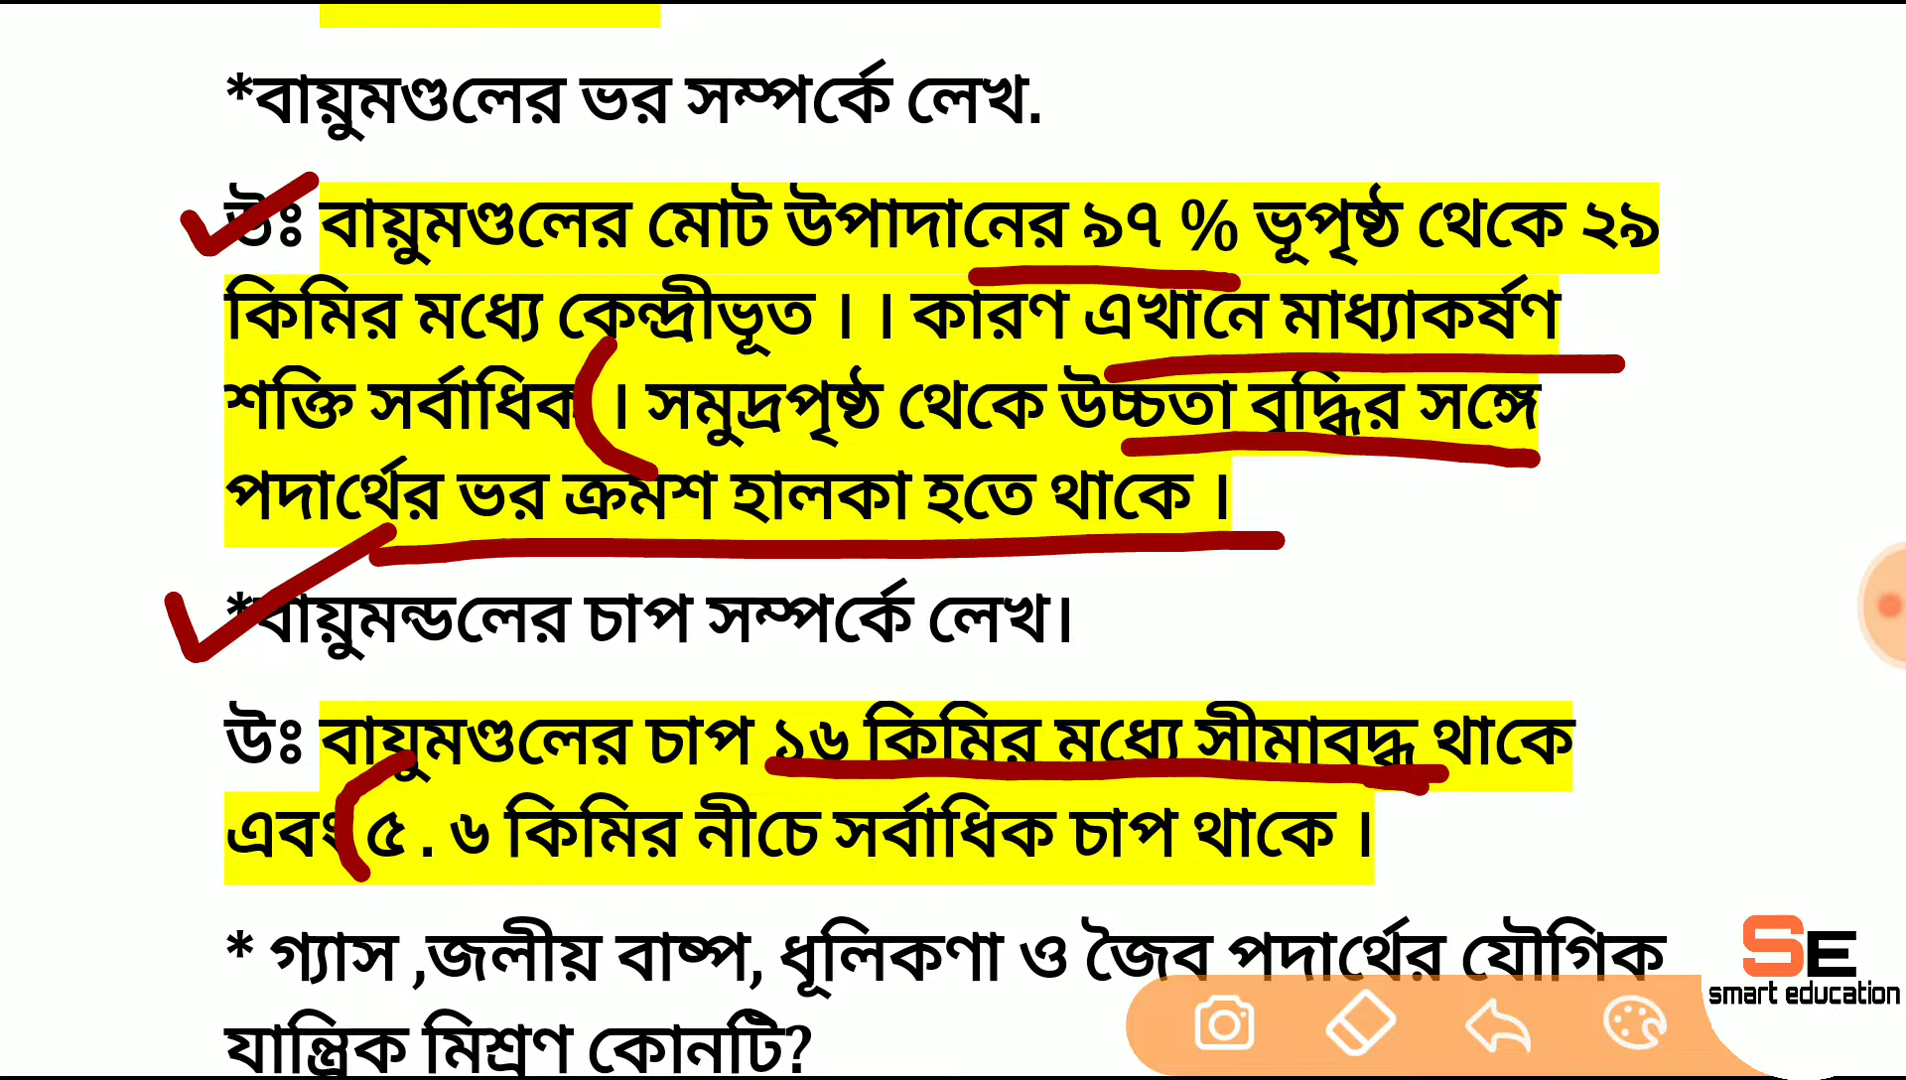 *বায়ুমণ্ডলের ভর সম্পর্কে লেখ.
উঃ বায়ুমণ্ডলের মোট উপাদানের ৯৭ % ভূপৃষ্ঠ থেকে ২৯
কিমির মধ্যে কেন্দ্রীভূত । । কারণ এখানে মাধ্যাকর্ষণ
শক্তি সর্বাধিক । সমুদ্রপৃষ্ঠ থেকে উচ্চতা বৃদ্ধির সঙ্গে
পদার্থের ভর ক্রমশ হালকা হতে থাকে ।
*বায়ুমন্ডলের চাপ সম্পর্কে লেখ।
উঃ বায়ুমণ্ডলের চাপ ১৬ কিমির মধ্যে সীমাবদ্ধ থাকে
এবং ৫ . ৬ কিমির নীচে সর্বাধিক চাপ থাকে ।
* গ্যাস ,জলীয় বাষ্প, ধূলিকণা ও জৈব পদার্থের যৌগিক
যান্ত্রিক মিশ্রণ কোনটি?
SE
smart education